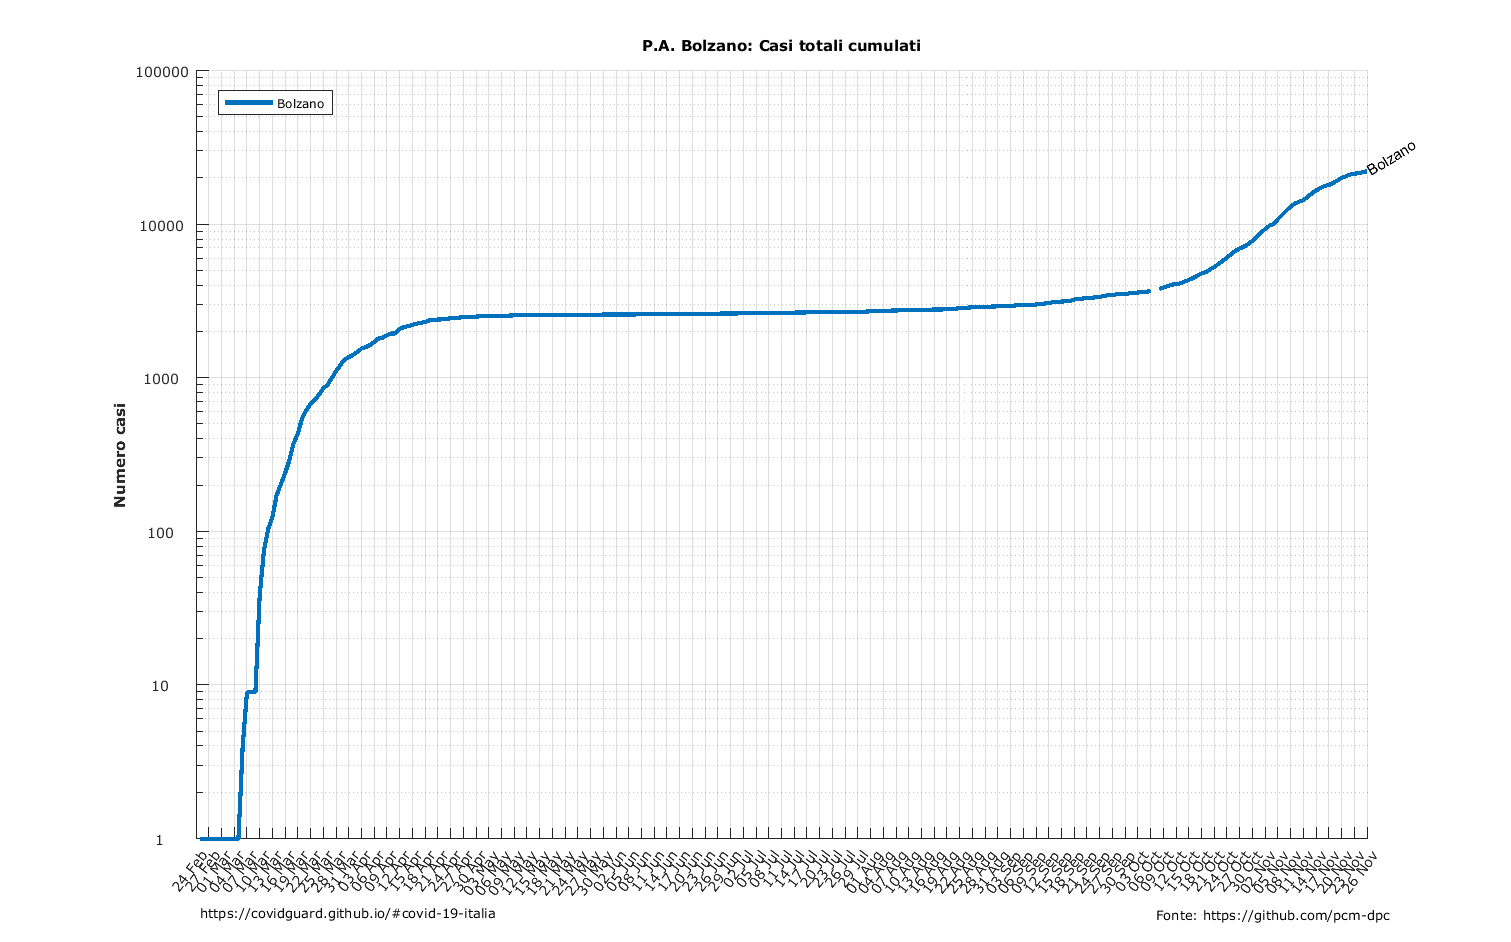 P.A. Bolzano: Casi totali cumulati
100000
10000
1000
100
10
1
Numero casi
Bolzano
Bolzano
24 Feb
27 Feb
01 Mar
04 Mar
07 Mar
10 Mar
13 Mar
16 Mar
19 Mar
22 Mar
25 Mar
28 Mar
31 Mar
03 Apr
06 Apr
09 Apr
12 Apr
15 Apr
18 Apr
21 Apr
24 Apr
27 Apr
30 Apr
03 May
06 May
09 May
12 May
15 May
18 May
21 May
24 May
27 May
30 May
02 Jun
05 Jun
08 Jun
11 Jun
14 Jun
17 Jun
20 Jun
23 Jun
26 Jun
29 Jun
02 Jul
05 Jul
08 Jul
11 Jul
14 Jul
17 Jul
20 Jul
23 Jul
26 Jul
29 Jul
01 Aug
04 Aug
07 Aug
10 Aug
13 Aug
16 Aug
19 Aug
22 Aug
25 Aug
28 Aug
31 Aug
03 Sep
06 Sep
09 Sep
12 Sep
15 Sep
18 Sep
21 Sep
24 Sep
27 Sep
30 Sep
03 Oct
06 Oct
09 Oct
12 Oct
15 Oct
18 Oct
21 Oct
24 Oct
27 Oct
30 Oct
02 Nov
05 Nov
08 Nov
11 Nov
14 Nov
17 Nov
20 Nov
23 Nov
26 Nov
https://covidguard.github.io/#covid-19-italia
Fonte: https://github.com/pcm-dpc